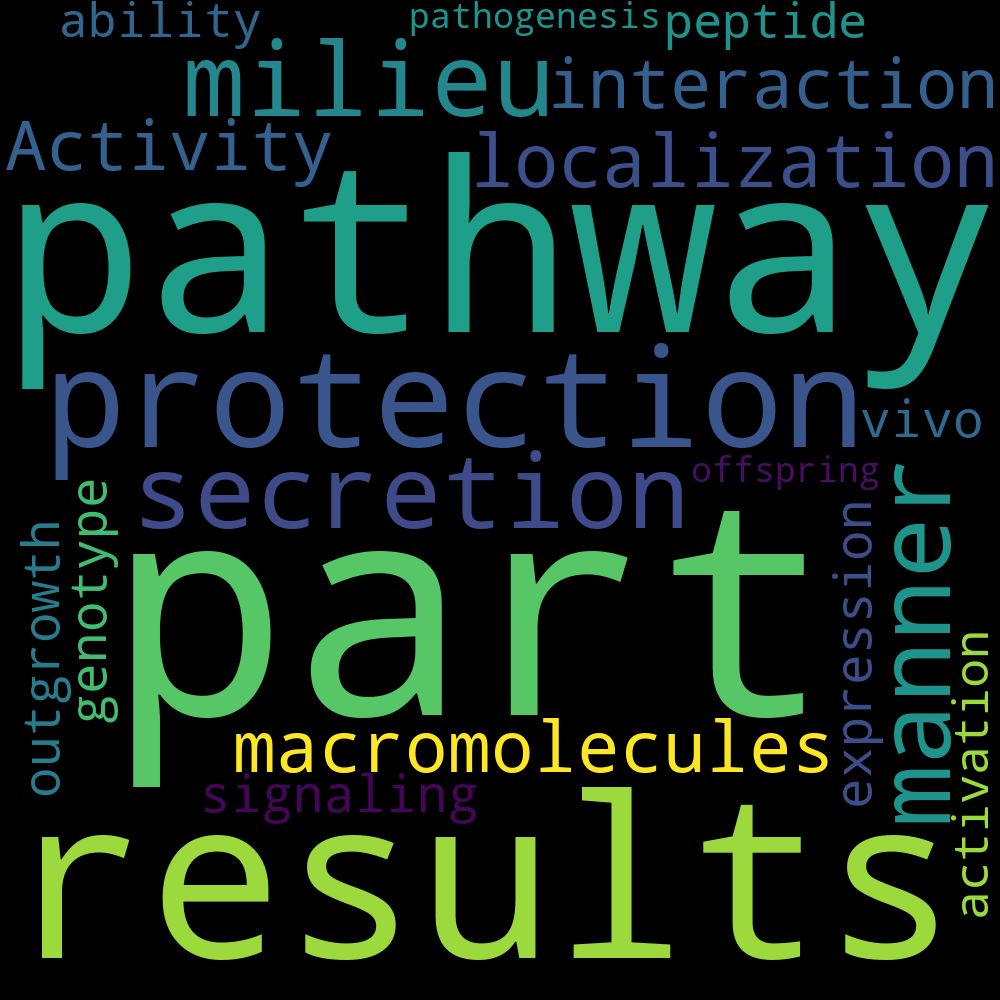 ability
pathogenesis
peptide
milieu
interaction
Activity
localization
pathway
protection
vivo
secretion
offspring
manner
genotype
outgrowth
expression
part
activation
macromolecules
signaling
results